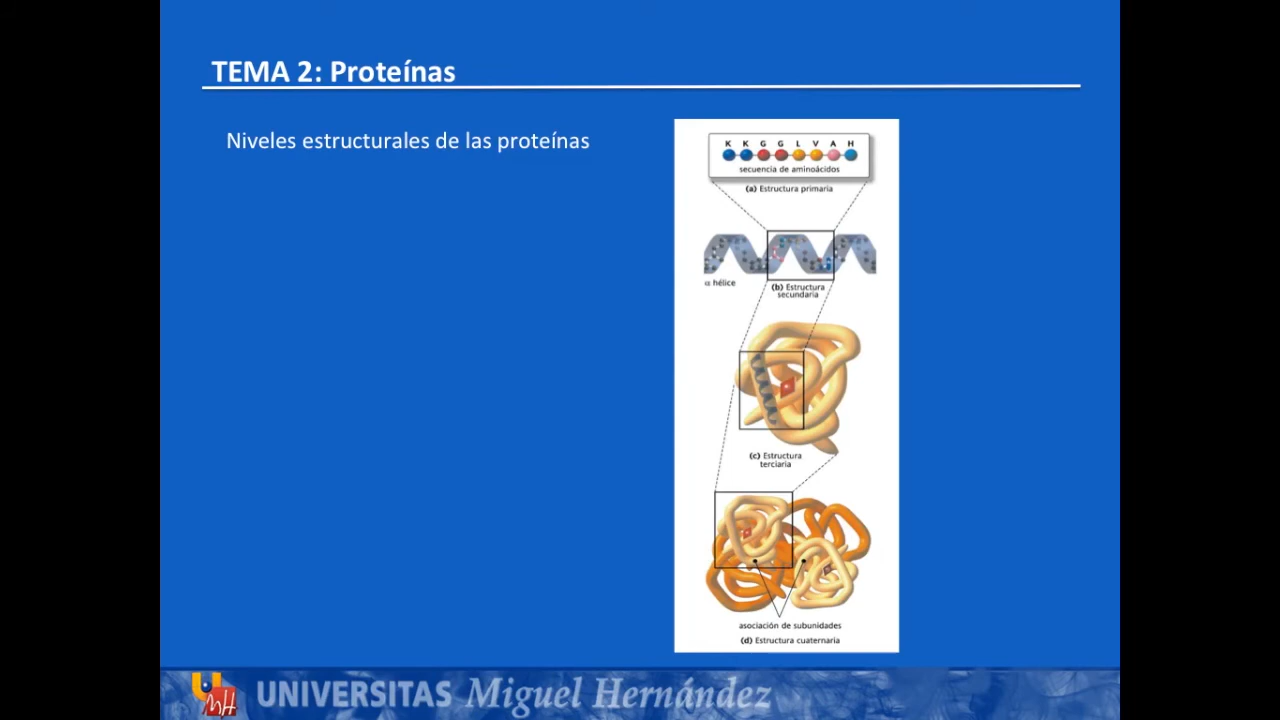 TEMA 2: Proteínas
Niveles estructurales de las proteínas
K K G G L V A H
secuencia de aminoácidos
(a) Estructura primaria
α hélice
(b) Estructura
secundaria
(c) Estructura
terciaria
asociación de subunidades
(d) Estructura cuaternaria
UMH
UNIVERSITAS Miguel Hernández